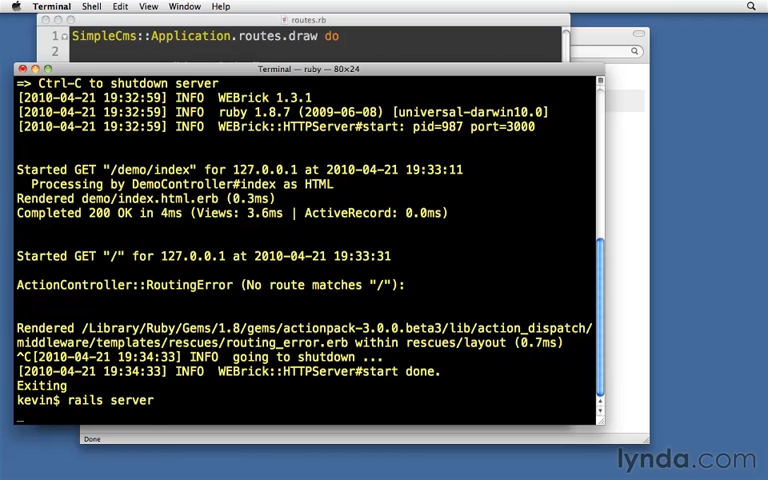 Terminal Shell Edit View Window Help
routes.rb
1 SimpleCms::Application.routes.draw do
2
Terminal — ruby — 80×24
=> Ctrl-C to shutdown server
[2010-04-21 19:32:59] INFO  WEBrick 1.3.1
[2010-04-21 19:32:59] INFO  ruby 1.8.7 (2009-06-08) [universal-darwin10.0]
[2010-04-21 19:32:59] INFO  WEBrick::HTTPServer#start: pid=987 port=3000
Started GET "/demo/index" for 127.0.0.1 at 2010-04-21 19:33:11
  Processing by DemoController#index as HTML
Rendered demo/index.html.erb (0.3ms)
Completed 200 OK in 4ms (Views: 3.6ms | ActiveRecord: 0.0ms)
Started GET "/" for 127.0.0.1 at 2010-04-21 19:33:31
ActionController::RoutingError (No route matches "/"):
Rendered /Library/Ruby/Gems/1.8/gems/actionpack-3.0.0.beta3/lib/action_dispatch/
middleware/templates/rescues/routing_error.erb within rescues/layout (0.7ms)
^C[2010-04-21 19:34:33] INFO  going to shutdown ...
[2010-04-21 19:34:33] INFO  WEBrick::HTTPServer#start done.
Exiting
kevin$ rails server
Done
lynda.com